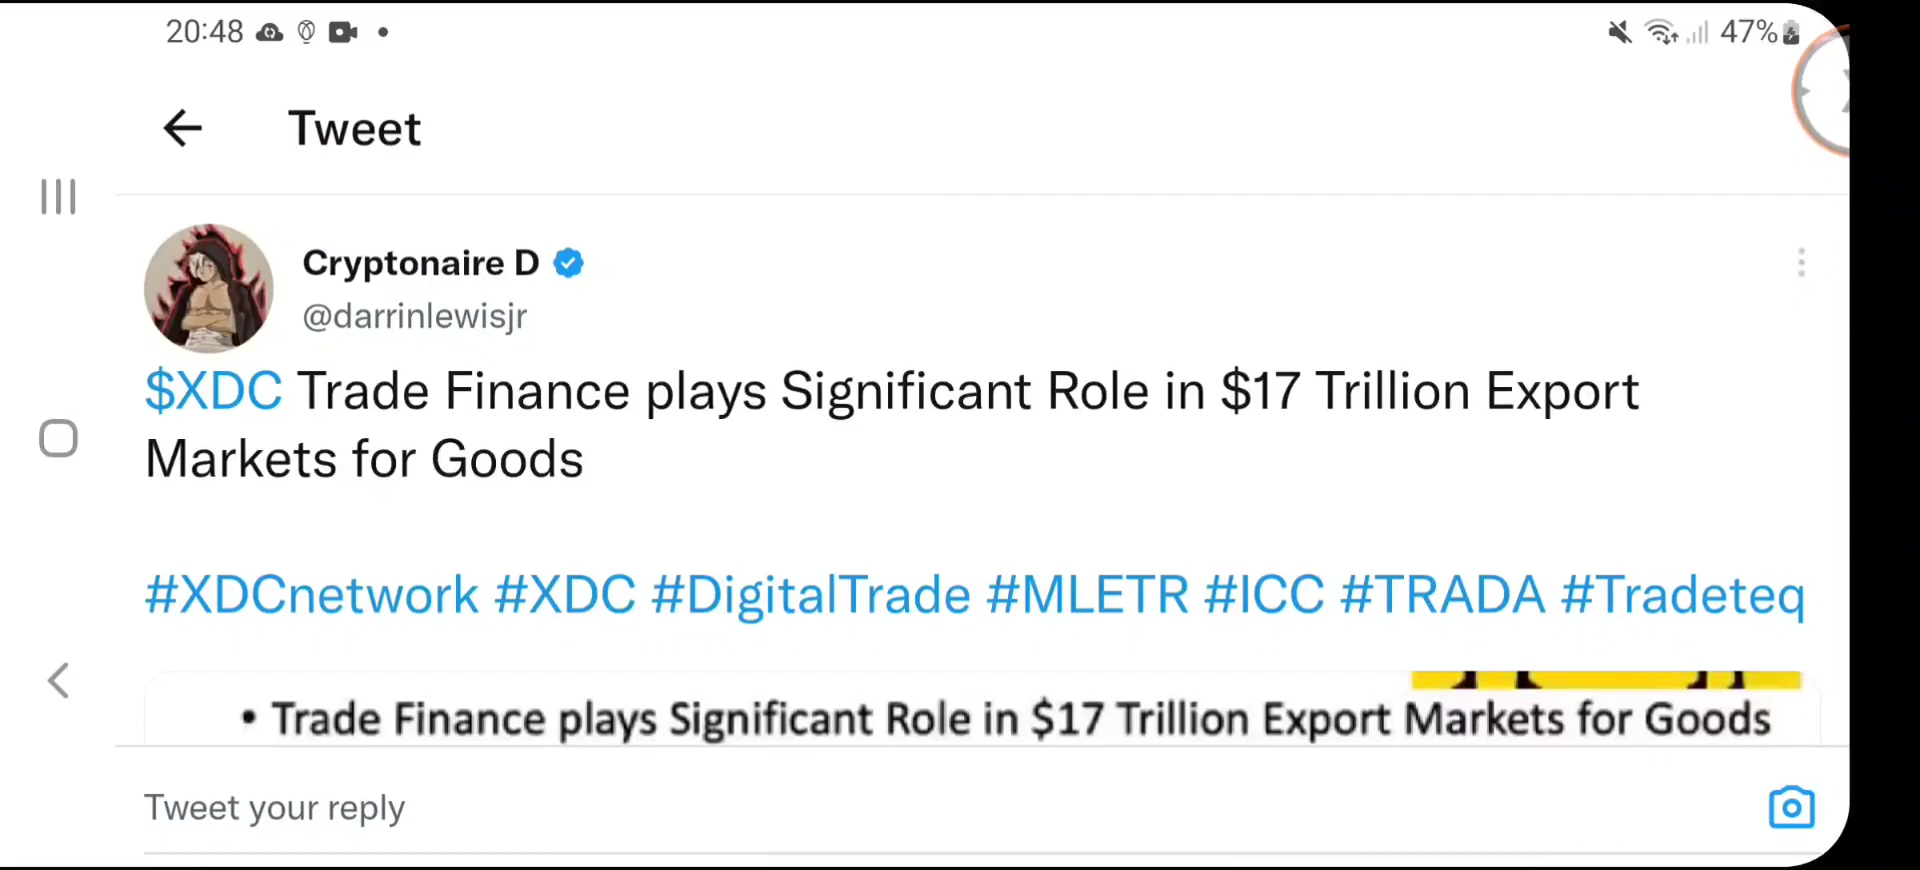 20:48
47%
Tweet
Cryptonaire D
@darrinlewisjr
$XDC Trade Finance plays Significant Role in $17 Trillion Export
Markets for Goods
#XDCnetwork #XDC #DigitalTrade #MLETR #ICC #TRADA #Tradeteq
• Trade Finance plays Significant Role in $17 Trillion Export Markets for Goods
Tweet your reply